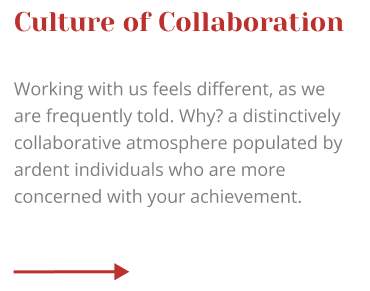 Culture of Collaboration
Working with us feels different, as we
are frequently told. Why? a distinctively
collaborative atmosphere populated by
ardent individuals who are more
concerned with your achievement.